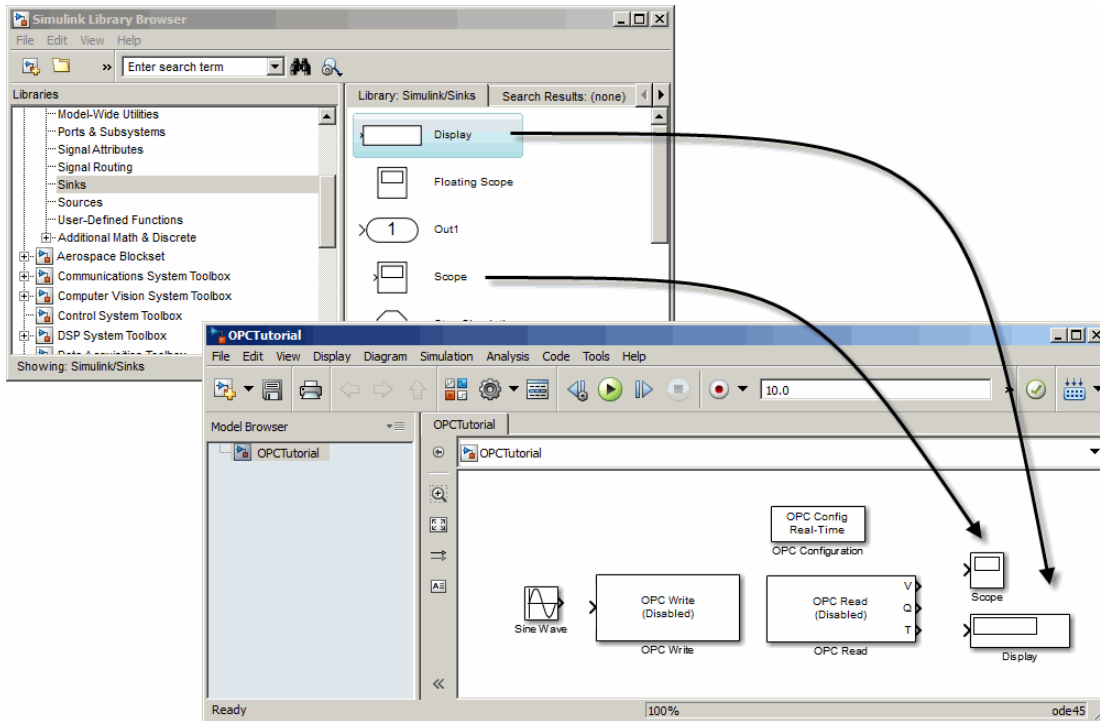 Simulink Library Browser
File Edit View Help
» Enter search term
Libraries
Library: Simulink/Sinks Search Results: (none)
Model-Wide Utilities
Ports & Subsystems
Signal Attributes
Signal Routing
Sinks
Sources
User-Defined Functions
Additional Math & Discrete
Aerospace Blockset
Communications System Toolbox
Computer Vision System Toolbox
Control System Toolbox
DSP System Toolbox
Showing: Simulink/Sinks
Display
Floating Scope
1 Out1
Scope
OPCTutorial
File Edit View Display Diagram Simulation Analysis Code Tools Help
10.0 »
Model Browser
OPCTutorial
OPCTutorial
OPCTutorial
OPC Config
Real-Time
OPC Configuration
Sine Wave
OPC Write
(Disabled)
OPC Write
OPC Read
(Disabled)
V
Q
T
OPC Read
Scope
Display
Ready 100% ode45